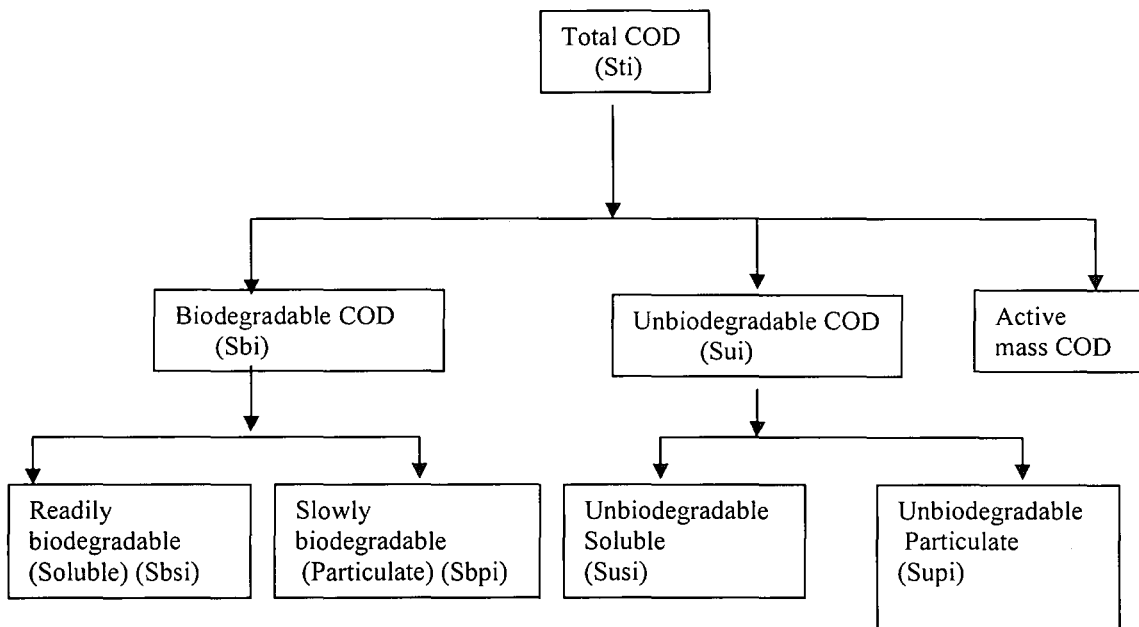 Total COD
(Sti)
Biodegradable COD
(Sbi)
Unbiodegradable COD
(Sui)
Active
mass COD
Readily
biodegradable
(Soluble) (Sbsi)
Slowly
biodegradable
(Particulate) (Sbpi)
Unbiodegradable
Soluble
(Susi)
Unbiodegradable
Particulate
(Supi)